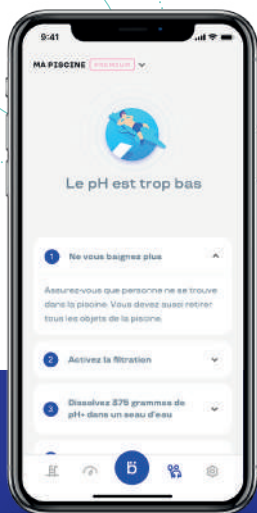 9:41
MA PISCINE PREMIUM
Le pH est trop bas
1 Ne vous baignez plus
Assurez-vous que personne ne se trouve
dans la piscine. Vous devez aussi retirer
tous les objets de la piscine.
2 Activez la filtration
3 Dissolvez 375 grammes de
pH+ dans un seau d'eau